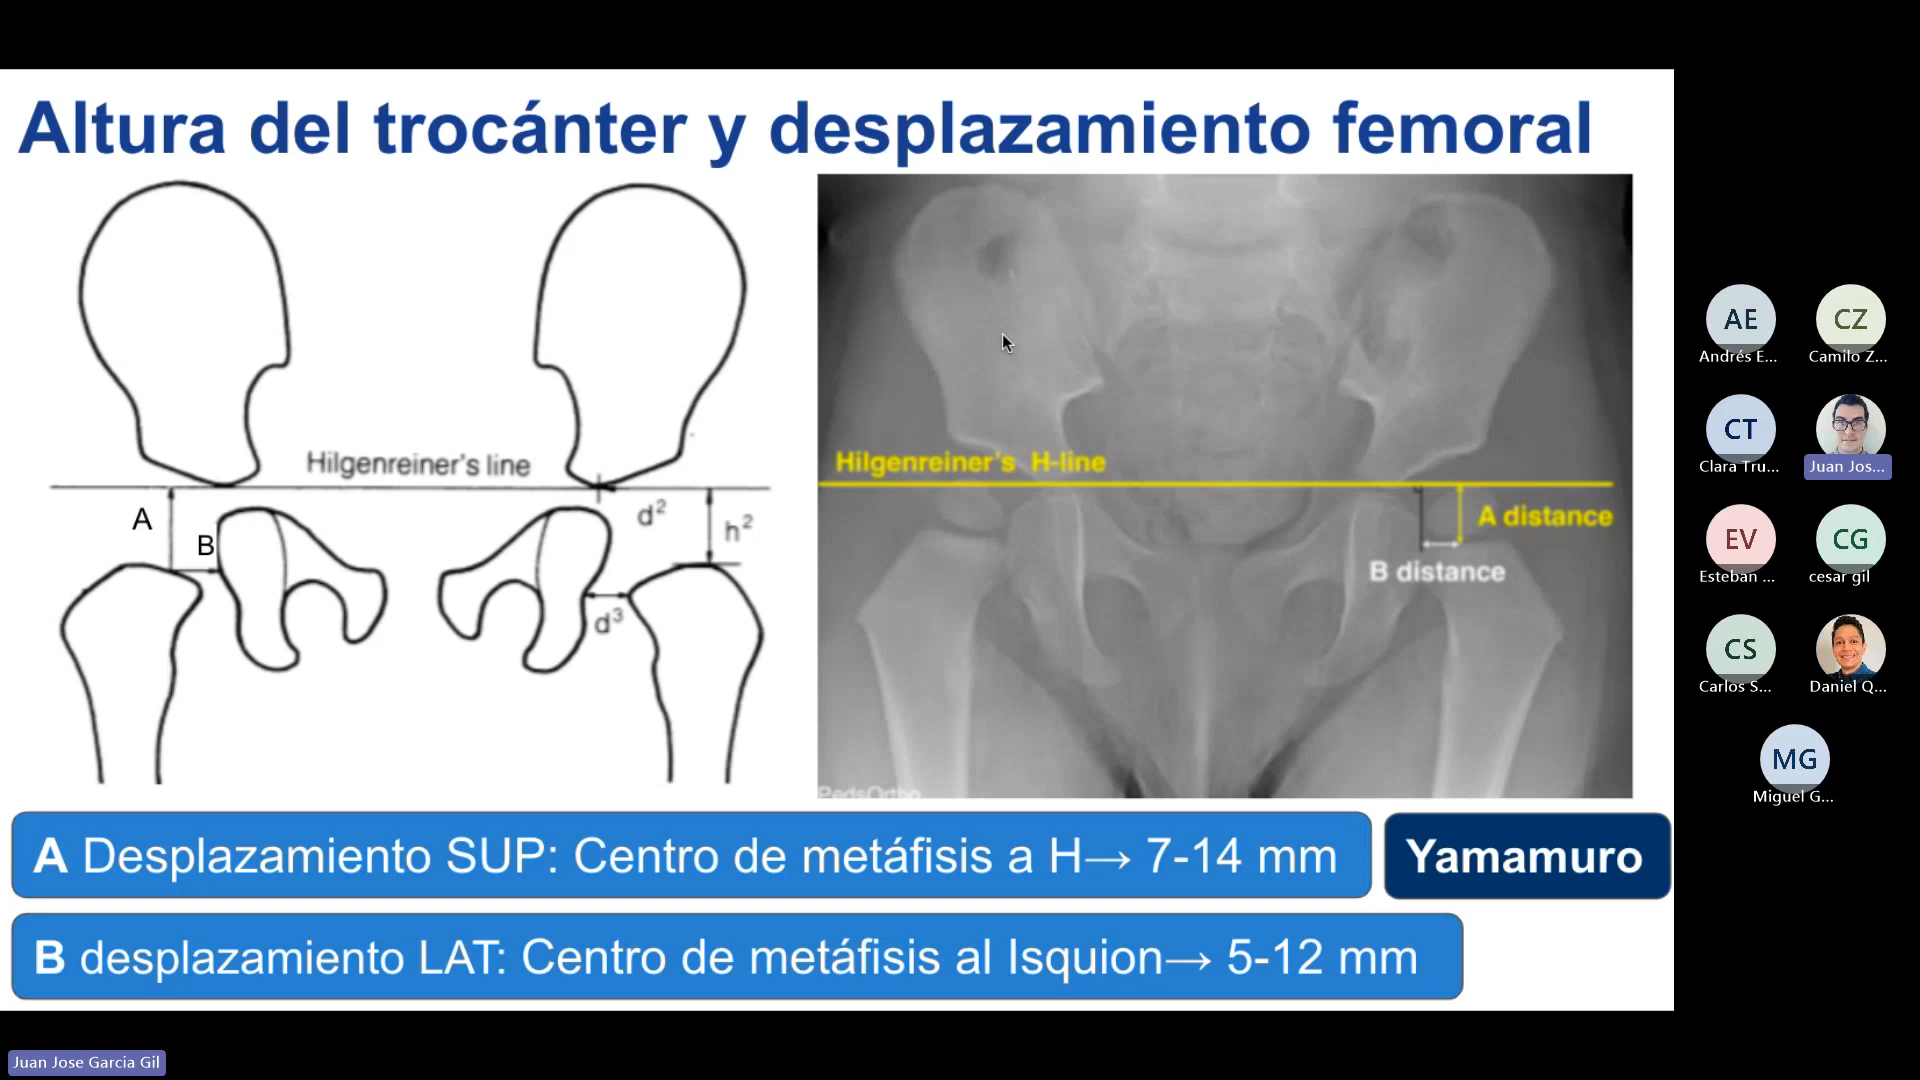 Altura del trocánter y desplazamiento femoral
Hilgenreiner's line
A
B
d²
h²
d³
Hilgenreiner's H-line
A distance
B distance
PedsOrtho
A Desplazamiento SUP: Centro de metáfisis a H→ 7-14 mm
Yamamuro
B desplazamiento LAT: Centro de metáfisis al Isquion→ 5-12 mm
AE
Andrés E...
CZ
Camilo Z...
CT
Clara Tru...
Juan Jos...
EV
Esteban ...
CG
cesar gil
CS
Carlos S...
Daniel Q...
MG
Miguel G...
Juan Jose Garcia Gil